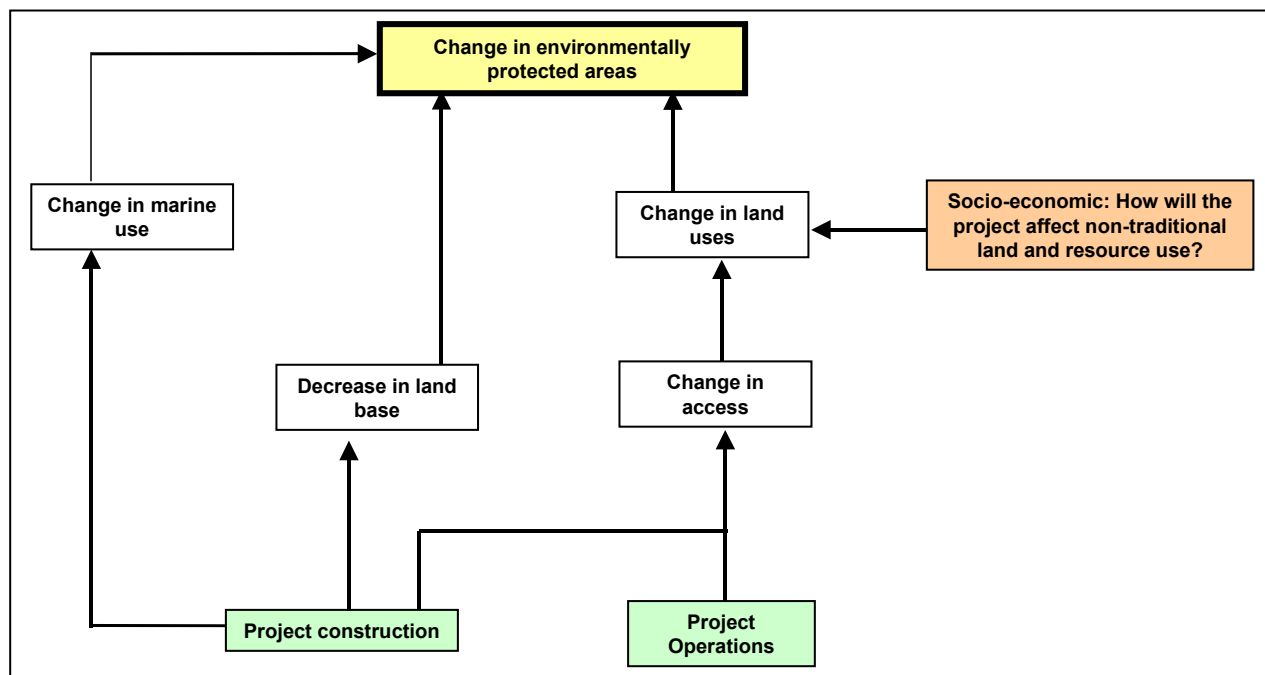 Change in environmentally
protected areas
Change in marine
use
Change in land
uses
Socio-economic: How will the
project affect non-traditional
land and resource use?
Decrease in land
base
Change in
access
Project construction
Project
Operations